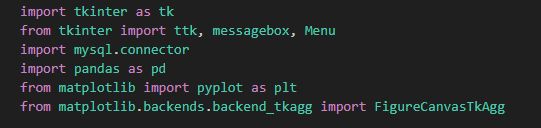 import tkinter as tk
from tkinter import ttk, messagebox, Menu
import mysql.connector
import pandas as pd
from matplotlib import pyplot as plt
from matplotlib.backends.backend_tkagg import FigureCanvasTkAgg